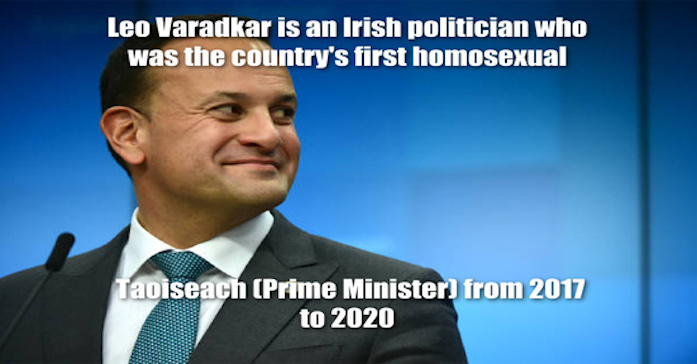 Leo Varadkar is an Irish politician who
was the country's first homosexual
Taoiseach (Prime Minister) from 2017
to 2020